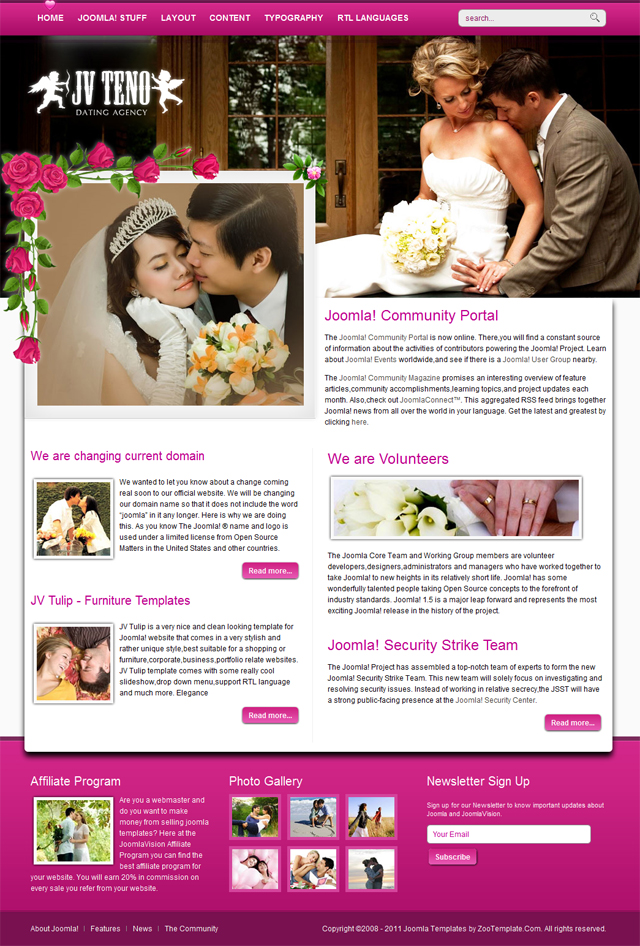 HOME JOOMLA! STUFF LAYOUT CONTENT TYPOGRAPHY RTL LANGUAGES
search...
JV TENO
DATING AGENCY
Joomla! Community Portal
The Joomla! Community Portal is now online. There,you will find a constant source
of information about the activities of contributors powering the Joomla! Project. Learn
about Joomla! Events worldwide,and see if there is a Joomla! User Group nearby.
The Joomla! Community Magazine promises an interesting overview of feature
articles,community accomplishments,learning topics,and project updates each
month. Also,check out JoomlaConnect™. This aggregated RSS feed brings together
Joomla! news from all over the world in your language. Get the latest and greatest by
clicking here.
We are changing current domain
We wanted to let you know about a change coming
real soon to our official website. We will be changing
our domain name so that it does not include the word
“joomla” in it any longer. Here is why we are doing
this. As you know The Joomla! ® name and logo is
used under a limited license from Open Source
Matters in the United States and other countries.
Read more...
JV Tulip - Furniture Templates
JV Tulip is a very nice and clean looking template for
Joomla! website that comes in a very stylish and
rather unique style,best suitable for a shopping or
furniture,corporate,business,portfolio relate websites.
JV Tulip template comes with some really cool
slideshow,drop down menu,support RTL language
and much more. Elegance
Read more...
We are Volunteers
The Joomla Core Team and Working Group members are volunteer
developers,designers,administrators and managers who have worked together to
take Joomla! to new heights in its relatively short life. Joomla! has some
wonderfully talented people taking Open Source concepts to the forefront of
industry standards. Joomla! 1.5 is a major leap forward and represents the most
exciting Joomla! release in the history of the project.
Joomla! Security Strike Team
The Joomla! Project has assembled a top-notch team of experts to form the new
Joomla! Security Strike Team. This new team will solely focus on investigating and
resolving security issues. Instead of working in relative secrecy,the JSST will have
a strong public-facing presence at the Joomla! Security Center.
Read more...
Affiliate Program
Are you a webmaster and
do you want to make
money from selling joomla
templates? Here at the
JoomlaVision Affiliate
Program you can find the
best affiliate program for
your website. You will earn 20% in commission on
every sale you refer from your website.
Photo Gallery
Newsletter Sign Up
Sign up for our Newsletter to know important updates about
Joomla and JoomlaVision.
Your Email
Subscribe
About Joomla! | Features | News | The Community
Copyright ©2008 - 2011 Joomla Templates by ZooTemplate.Com. All rights reserved.